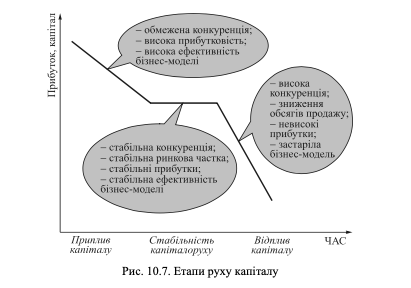 Прибуток, капітал
– обмежена конкуренція;
– висока прибутковість;
– висока ефективність
бізнес-моделі
– висока
конкуренція;
– зниження
обсягів продажу;
– невисокі
прибутки;
– застаріла
бізнес-модель
– стабільна конкуренція;
– стабільна ринкова частка;
– стабільні прибутки;
– стабільна ефективність
бізнес-моделі
Приплив
капіталу
Стабільність
капіталоруху
Відплив
капіталу
ЧАС
Рис. 10.7. Етапи руху капіталу